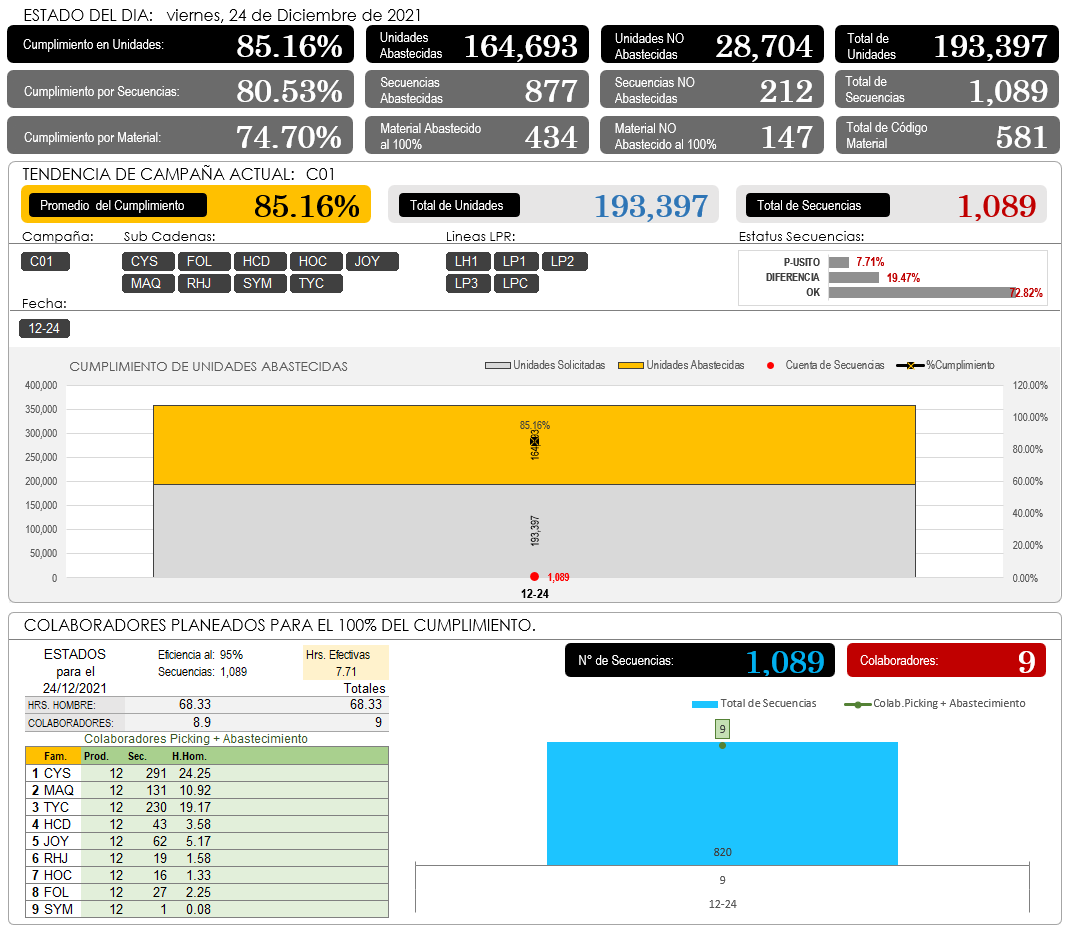 ESTADO DEL DIA: viernes, 24 de Diciembre de 2021
Cumplimiento en Unidades: 85.16%
Unidades Abastecidas 164,693
Unidades NO Abastecidas 28,704
Total de Unidades 193,397
Cumplimiento por Secuencias: 80.53%
Secuencias Abastecidas 877
Secuencias NO Abastecidas 212
Total de Secuencias 1,089
Cumplimiento por Material: 74.70%
Material Abastecido al 100% 434
Material NO Abastecido al 100% 147
Total de Código Material 581
TENDENCIA DE CAMPAÑA ACTUAL: C01
Promedio del Cumplimiento 85.16%
Total de Unidades 193,397
Total de Secuencias 1,089
Campaña: Sub Cadenas: Lineas LPR: Estatus Secuencias:
C01 CYS FOL HCD HOC JOY LH1 LP1 LP2
MAQ RHJ SYM TYC LP3 LPC
P-USITO 7.71%
DIFERENCIA 19.47%
OK 72.82%
Fecha:
12-24
CUMPLIMIENTO DE UNIDADES ABASTECIDAS
Unidades Solicitadas Unidades Abastecidas Cuenta de Secuencias %Cumplimiento
400,000 120.00%
350,000 100.00%
300,000 80.00%
250,000 60.00%
200,000 40.00%
150,000 20.00%
100,000 0.00%
50,000
0
85.16%
164,693
193,397
1,089
12-24
COLABORADORES PLANEADOS PARA EL 100% DEL CUMPLIMIENTO.
ESTADOS para el 24/12/2021
Eficiencia al: 95%
Secuencias: 1,089
Hrs. Efectivas
7.71
Totales
HRS. HOMBRE: 68.33 68.33
COLABORADORES: 8.9 9
Colaboradores Picking + Abastecimiento
Fam. Prod. Sec. H.Hom.
1 CYS 12 291 24.25
2 MAQ 12 131 10.92
3 TYC 12 230 19.17
4 HCD 12 43 3.58
5 JOY 12 62 5.17
6 RHJ 12 19 1.58
7 HOC 12 16 1.33
8 FOL 12 27 2.25
9 SYM 12 1 0.08
N° de Secuencias: 1,089
Colaboradores: 9
Total de Secuencias Colab.Picking + Abastecimiento
9
820
9
12-24